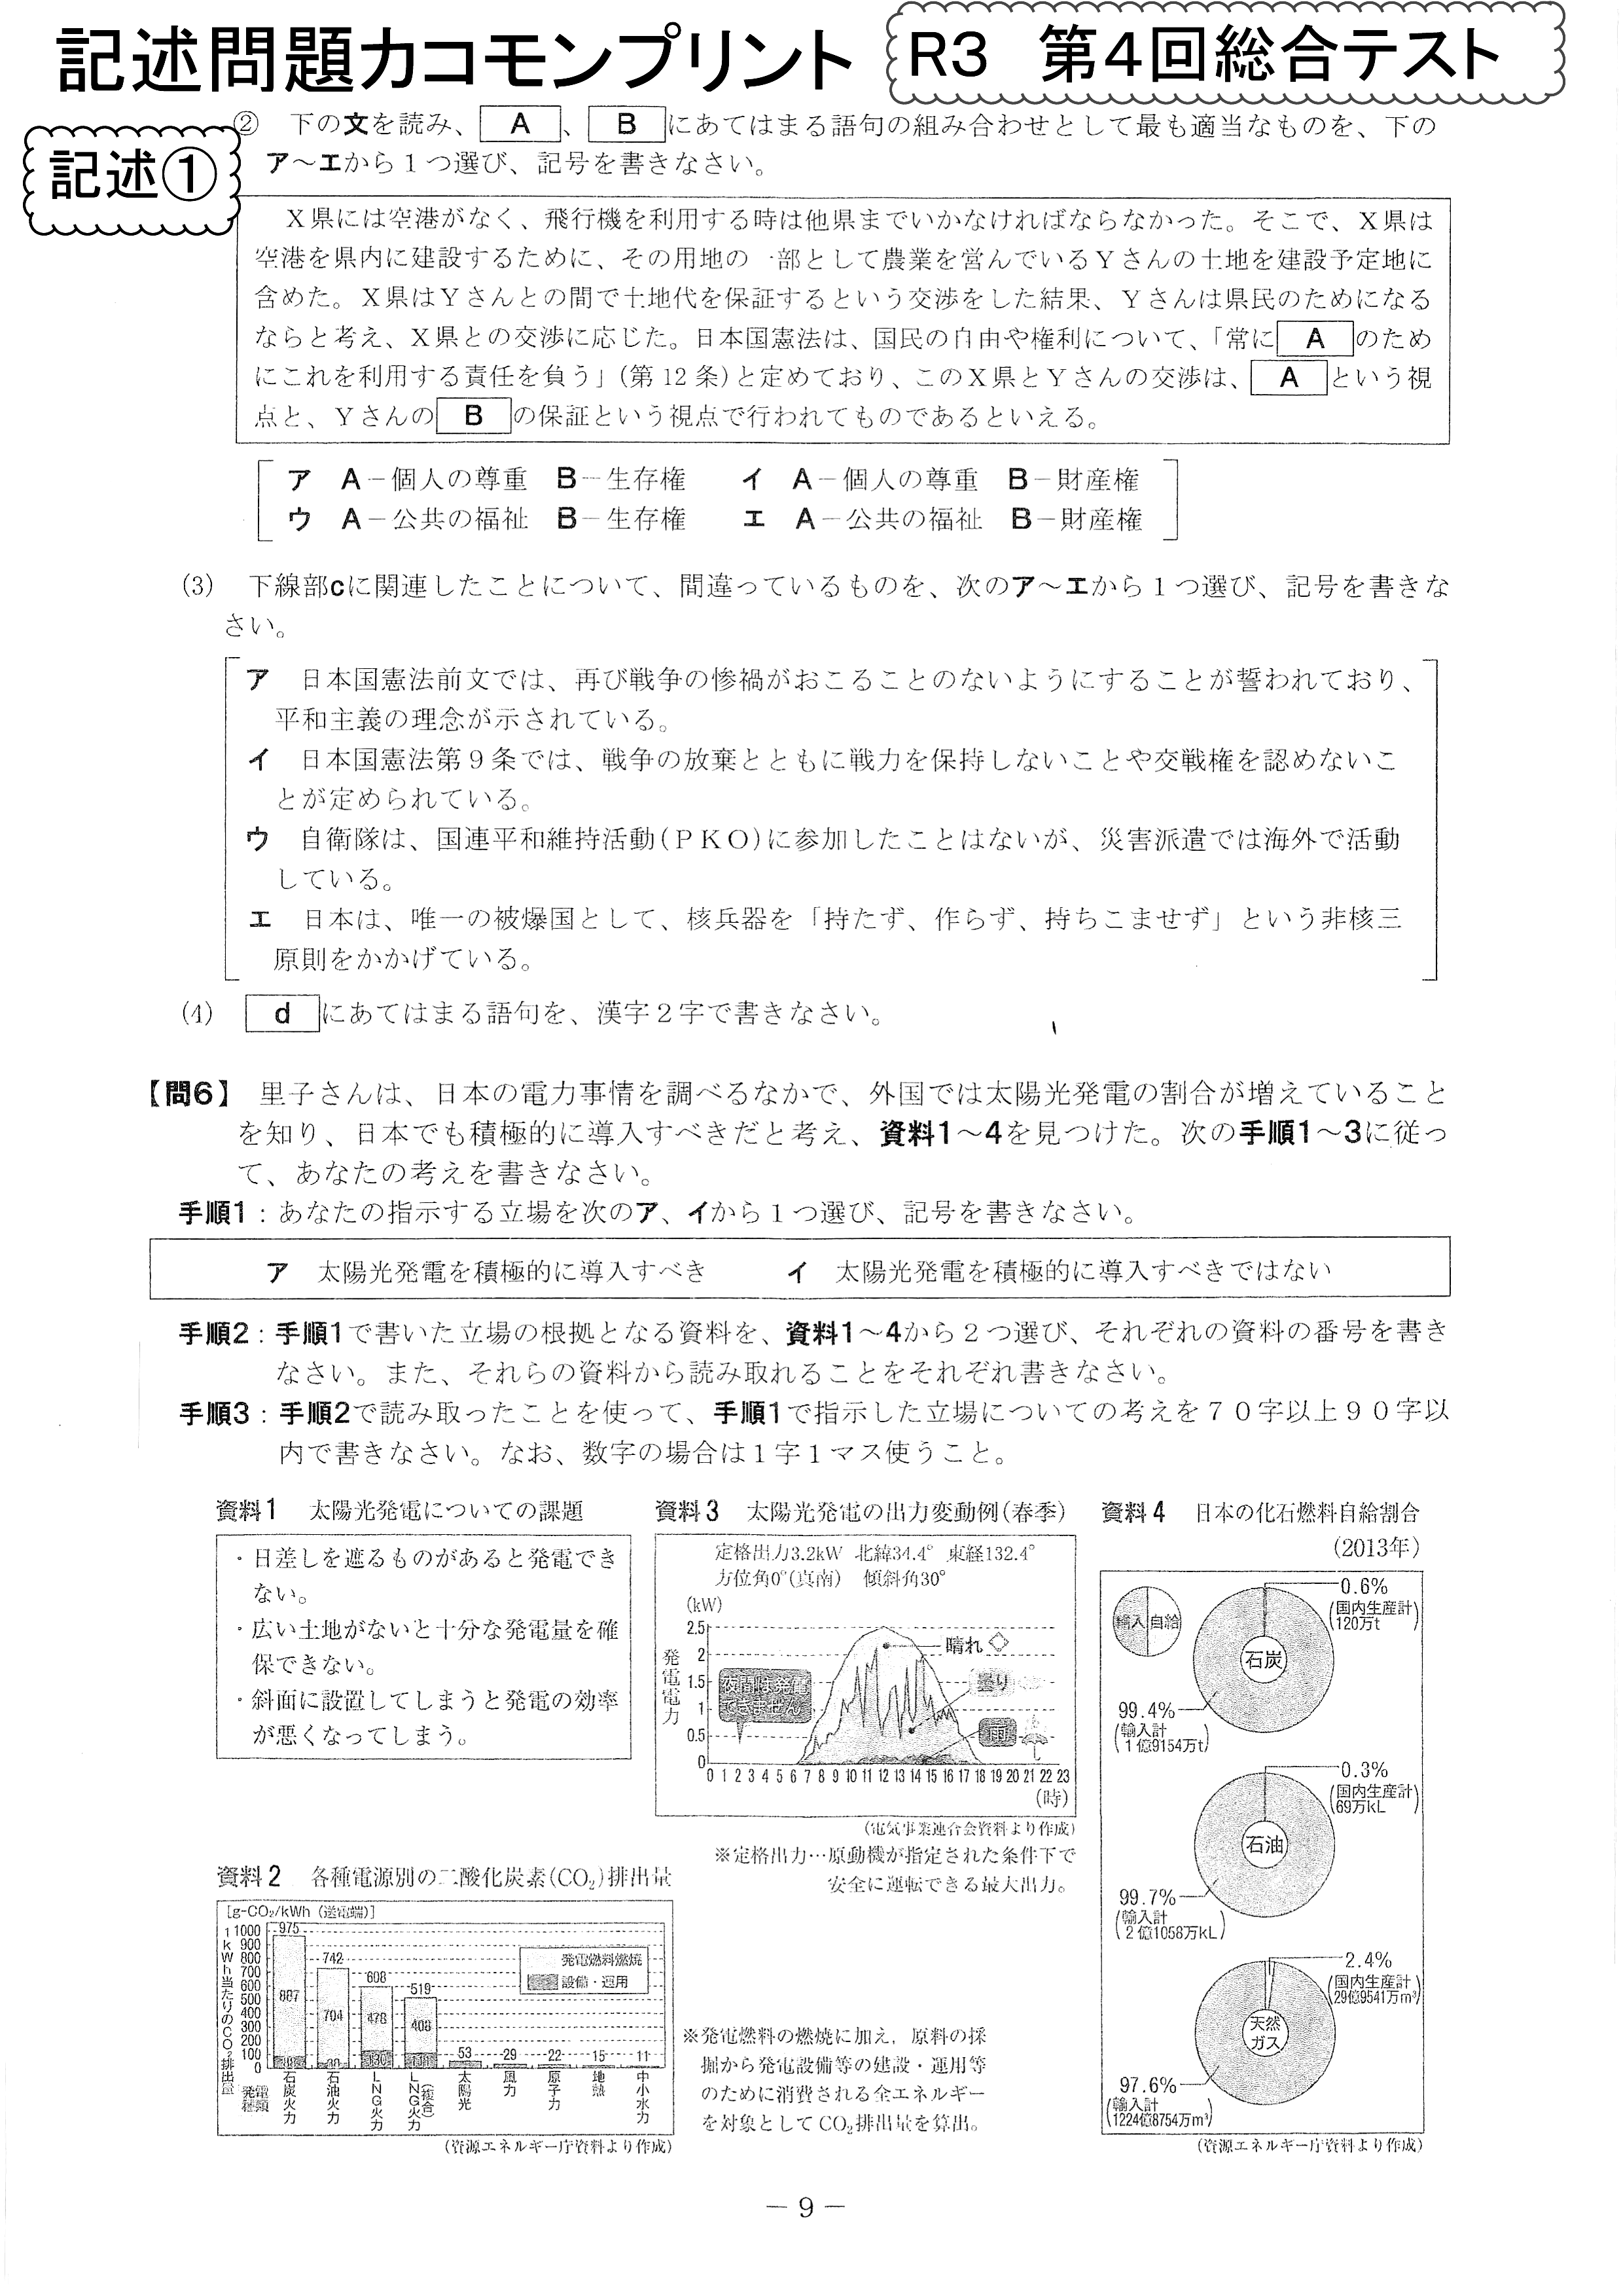 記述問題力コモンプリント R3 第4回総合テスト
記述①
② 下の文を読み、 A 、 B にあてはまる語句の組み合わせとして最も適当なものを、下の
ア～エから1つ選び、記号を書きなさい。
X県には空港がなく、飛行機を利用する時は他県までいかなければならなかった。そこで、X県は
空港を県内に建設するために、その用地の一部として農業を営んでいるYさんの土地を建設予定地に
含めた。X県はYさんとの間で土地代を保証するという交渉をした結果、Yさんは県民のためになる
ならと考え、X県との交渉に応じた。日本国憲法は、国民の自由や権利について、「常に A のため
にこれを利用する責任を負う」(第12条)と定めており、このX県とYさんの交渉は、 A という視
点と、Yさんの B の保証という視点で行われてものであるといえる。
ア A－個人の尊重 B－生存権 イ A－個人の尊重 B－財産権
ウ A－公共の福祉 B－生存権 エ A－公共の福祉 B－財産権
(3) 下線部cに関連したことについて、間違っているものを、次のア～エから1つ選び、記号を書きな
さい。
ア 日本国憲法前文では、再び戦争の惨禍がおこることのないようにすることが誓われており、
平和主義の理念が示されている。
イ 日本国憲法第9条では、戦争の放棄とともに戦力を保持しないことや交戦権を認めないこ
とが定められている。
ウ 自衛隊は、国連平和維持活動(PKO)に参加したことはないが、災害派遣では海外で活動
している。
エ 日本は、唯一の被爆国として、核兵器を「持たず、作らず、持ちこませず」という非核三
原則をかかげている。
(4) d にあてはまる語句を、漢字2字で書きなさい。
【問6】 里子さんは、日本の電力事情を調べるなかで、外国では太陽光発電の割合が増えていること
を知り、日本でも積極的に導入すべきだと考え、資料1～4を見つけた。次の手順1～3に従っ
て、あなたの考えを書きなさい。
手順1：あなたの指示する立場を次のア、イから1つ選び、記号を書きなさい。
ア 太陽光発電を積極的に導入すべき イ 太陽光発電を積極的に導入すべきではない
手順2：手順1で書いた立場の根拠となる資料を、資料1～4から2つ選び、それぞれの資料の番号を書き
なさい。また、それらの資料から読み取れることをそれぞれ書きなさい。
手順3：手順2で読み取ったことを使って、手順1で指示した立場についての考えを70字以上90字以
内で書きなさい。なお、数字の場合は1字1マス使うこと。
資料1 太陽光発電についての課題
・日差しを遮るものがあると発電でき
ない。
・広い土地がないと十分な発電量を確
保できない。
・斜面に設置してしまうと発電の効率
が悪くなってしまう。
資料3 太陽光発電の出力変動例(春季)
定格出力3.2kW 北緯34.4° 東経132.4°
方位角0°(真南) 傾斜角30°
(kW)
発電電力
2.5
2
1.5
1
0.5
0
夜間は発電
できません
晴れ
曇り
雨
0 1 2 3 4 5 6 7 8 9 10 11 12 13 14 15 16 17 18 19 20 21 22 23
(時)
(電気事業連合会資料より作成)
※定格出力…原動機が指定された条件下で
安全に運転できる最大出力。
資料4 日本の化石燃料自給割合
(2013年)
輸入 自給
0.6%
(国内生産計)
120万t
石炭
99.4%
(輸入計
1億9154万t)
0.3%
(国内生産計)
69万kL
石油
99.7%
(輸入計
2億1058万kL)
2.4%
(国内生産計)
29億9541万m³
天然
ガス
97.6%
(輸入計
1224億8754万m³)
(資源エネルギー庁資料より作成)
資料2 各種電源別の二酸化炭素(CO₂)排出量
[g-CO₂/kWh (送電端)]
1kWh当たりのCO₂排出量
1000
900
800
700
600
500
400
300
200
100
0
975
887
742
704
608
478
130
519
408
53 29 22 15 11
発電燃料燃焼
設備・運用
発電種類
石炭火力
石油火力
LNG火力
LNG火力(複合)
太陽光
風力
原子力
地熱
中小水力
(資源エネルギー庁資料より作成)
※発電燃料の燃焼に加え，原料の採
掘から発電設備等の建設・運用等
のために消費される全エネルギー
を対象としてCO₂排出量を算出。
－ 9 －